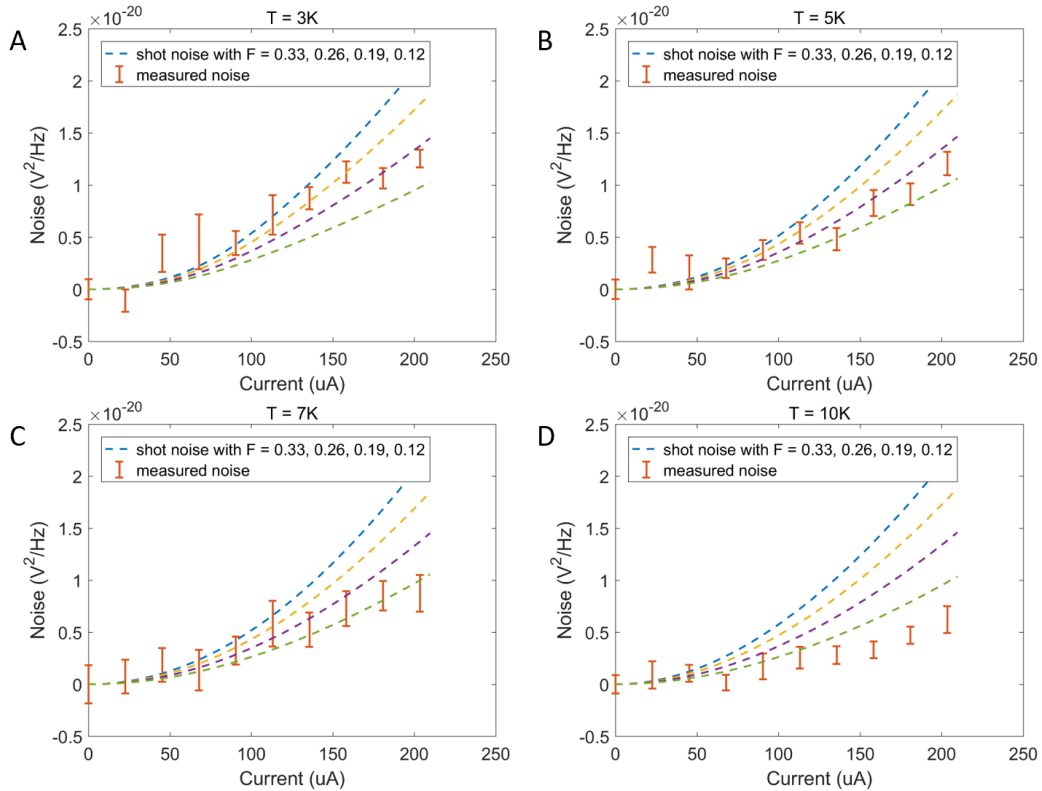 A
×10^-20
T = 3K
2.5
2
1.5
1
0.5
0
-0.5
Noise (V^2/Hz)
shot noise with F = 0.33, 0.26, 0.19, 0.12
measured noise
0 50 100 150 200 250
Current (uA)
B
×10^-20
T = 5K
2.5
2
1.5
1
0.5
0
-0.5
Noise (V^2/Hz)
shot noise with F = 0.33, 0.26, 0.19, 0.12
measured noise
0 50 100 150 200 250
Current (uA)
C
×10^-20
T = 7K
2.5
2
1.5
1
0.5
0
-0.5
Noise (V^2/Hz)
shot noise with F = 0.33, 0.26, 0.19, 0.12
measured noise
0 50 100 150 200 250
Current (uA)
D
×10^-20
T = 10K
2.5
2
1.5
1
0.5
0
-0.5
Noise (V^2/Hz)
shot noise with F = 0.33, 0.26, 0.19, 0.12
measured noise
0 50 100 150 200 250
Current (uA)